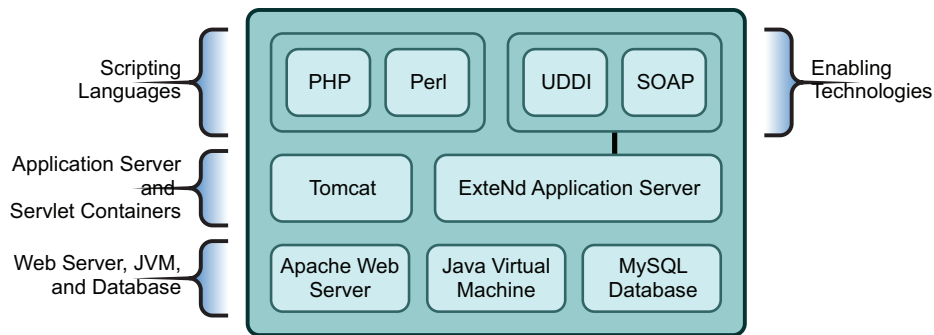 Scripting
Languages
PHP
Perl
UDDI
SOAP
Enabling
Technologies
Application Server
and
Servlet Containers
Tomcat
ExteNd Application Server
Web Server, JVM,
and Database
Apache Web
Server
Java Virtual
Machine
MySQL
Database